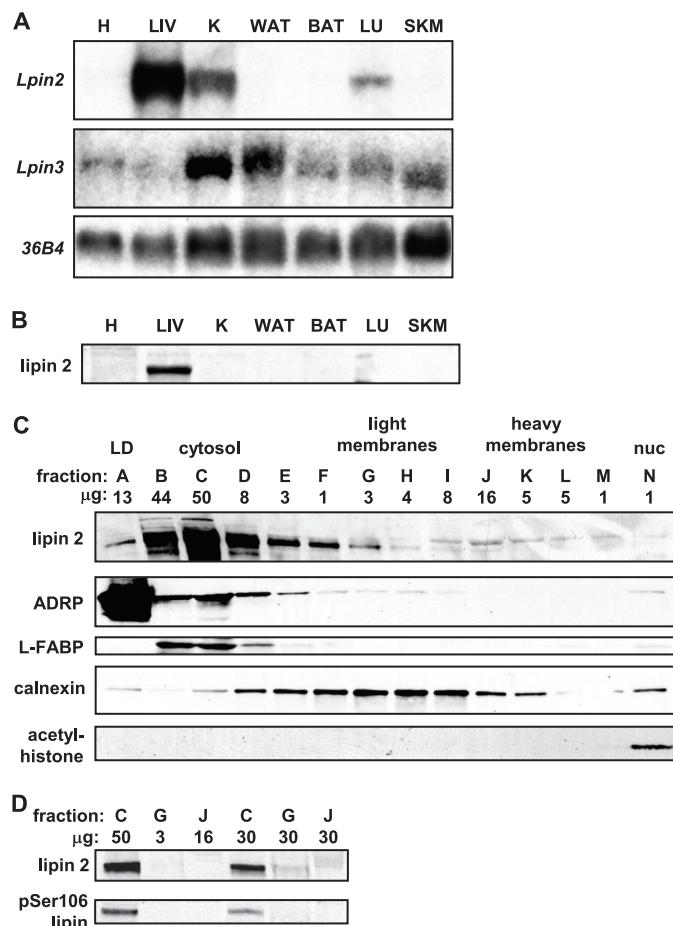 A
H LIV K WAT BAT LU SKM
Lpin2
Lpin3
36B4
B
H LIV K WAT BAT LU SKM
lipin 2
C
light heavy
LD cytosol membranes membranes nuc
fraction: A B C D E F G H I J K L M N
µg: 13 44 50 8 3 1 3 4 8 16 5 5 1 1
lipin 2
ADRP
L-FABP
calnexin
acetyl-
histone
D
fraction: C G J C G J
µg: 50 3 16 30 30 30
lipin 2
pSer106
lipin